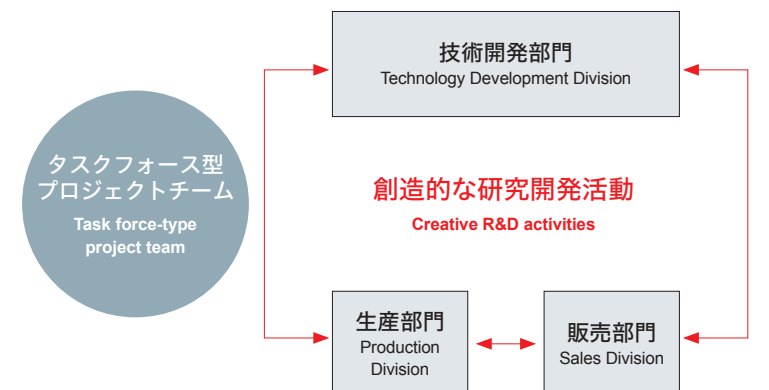 技術開発部門
Technology Development Division
タスクフォース型
プロジェクトチーム
Task force-type
project team
創造的な研究開発活動
Creative R&D activities
生産部門
Production
Division
販売部門
Sales Division